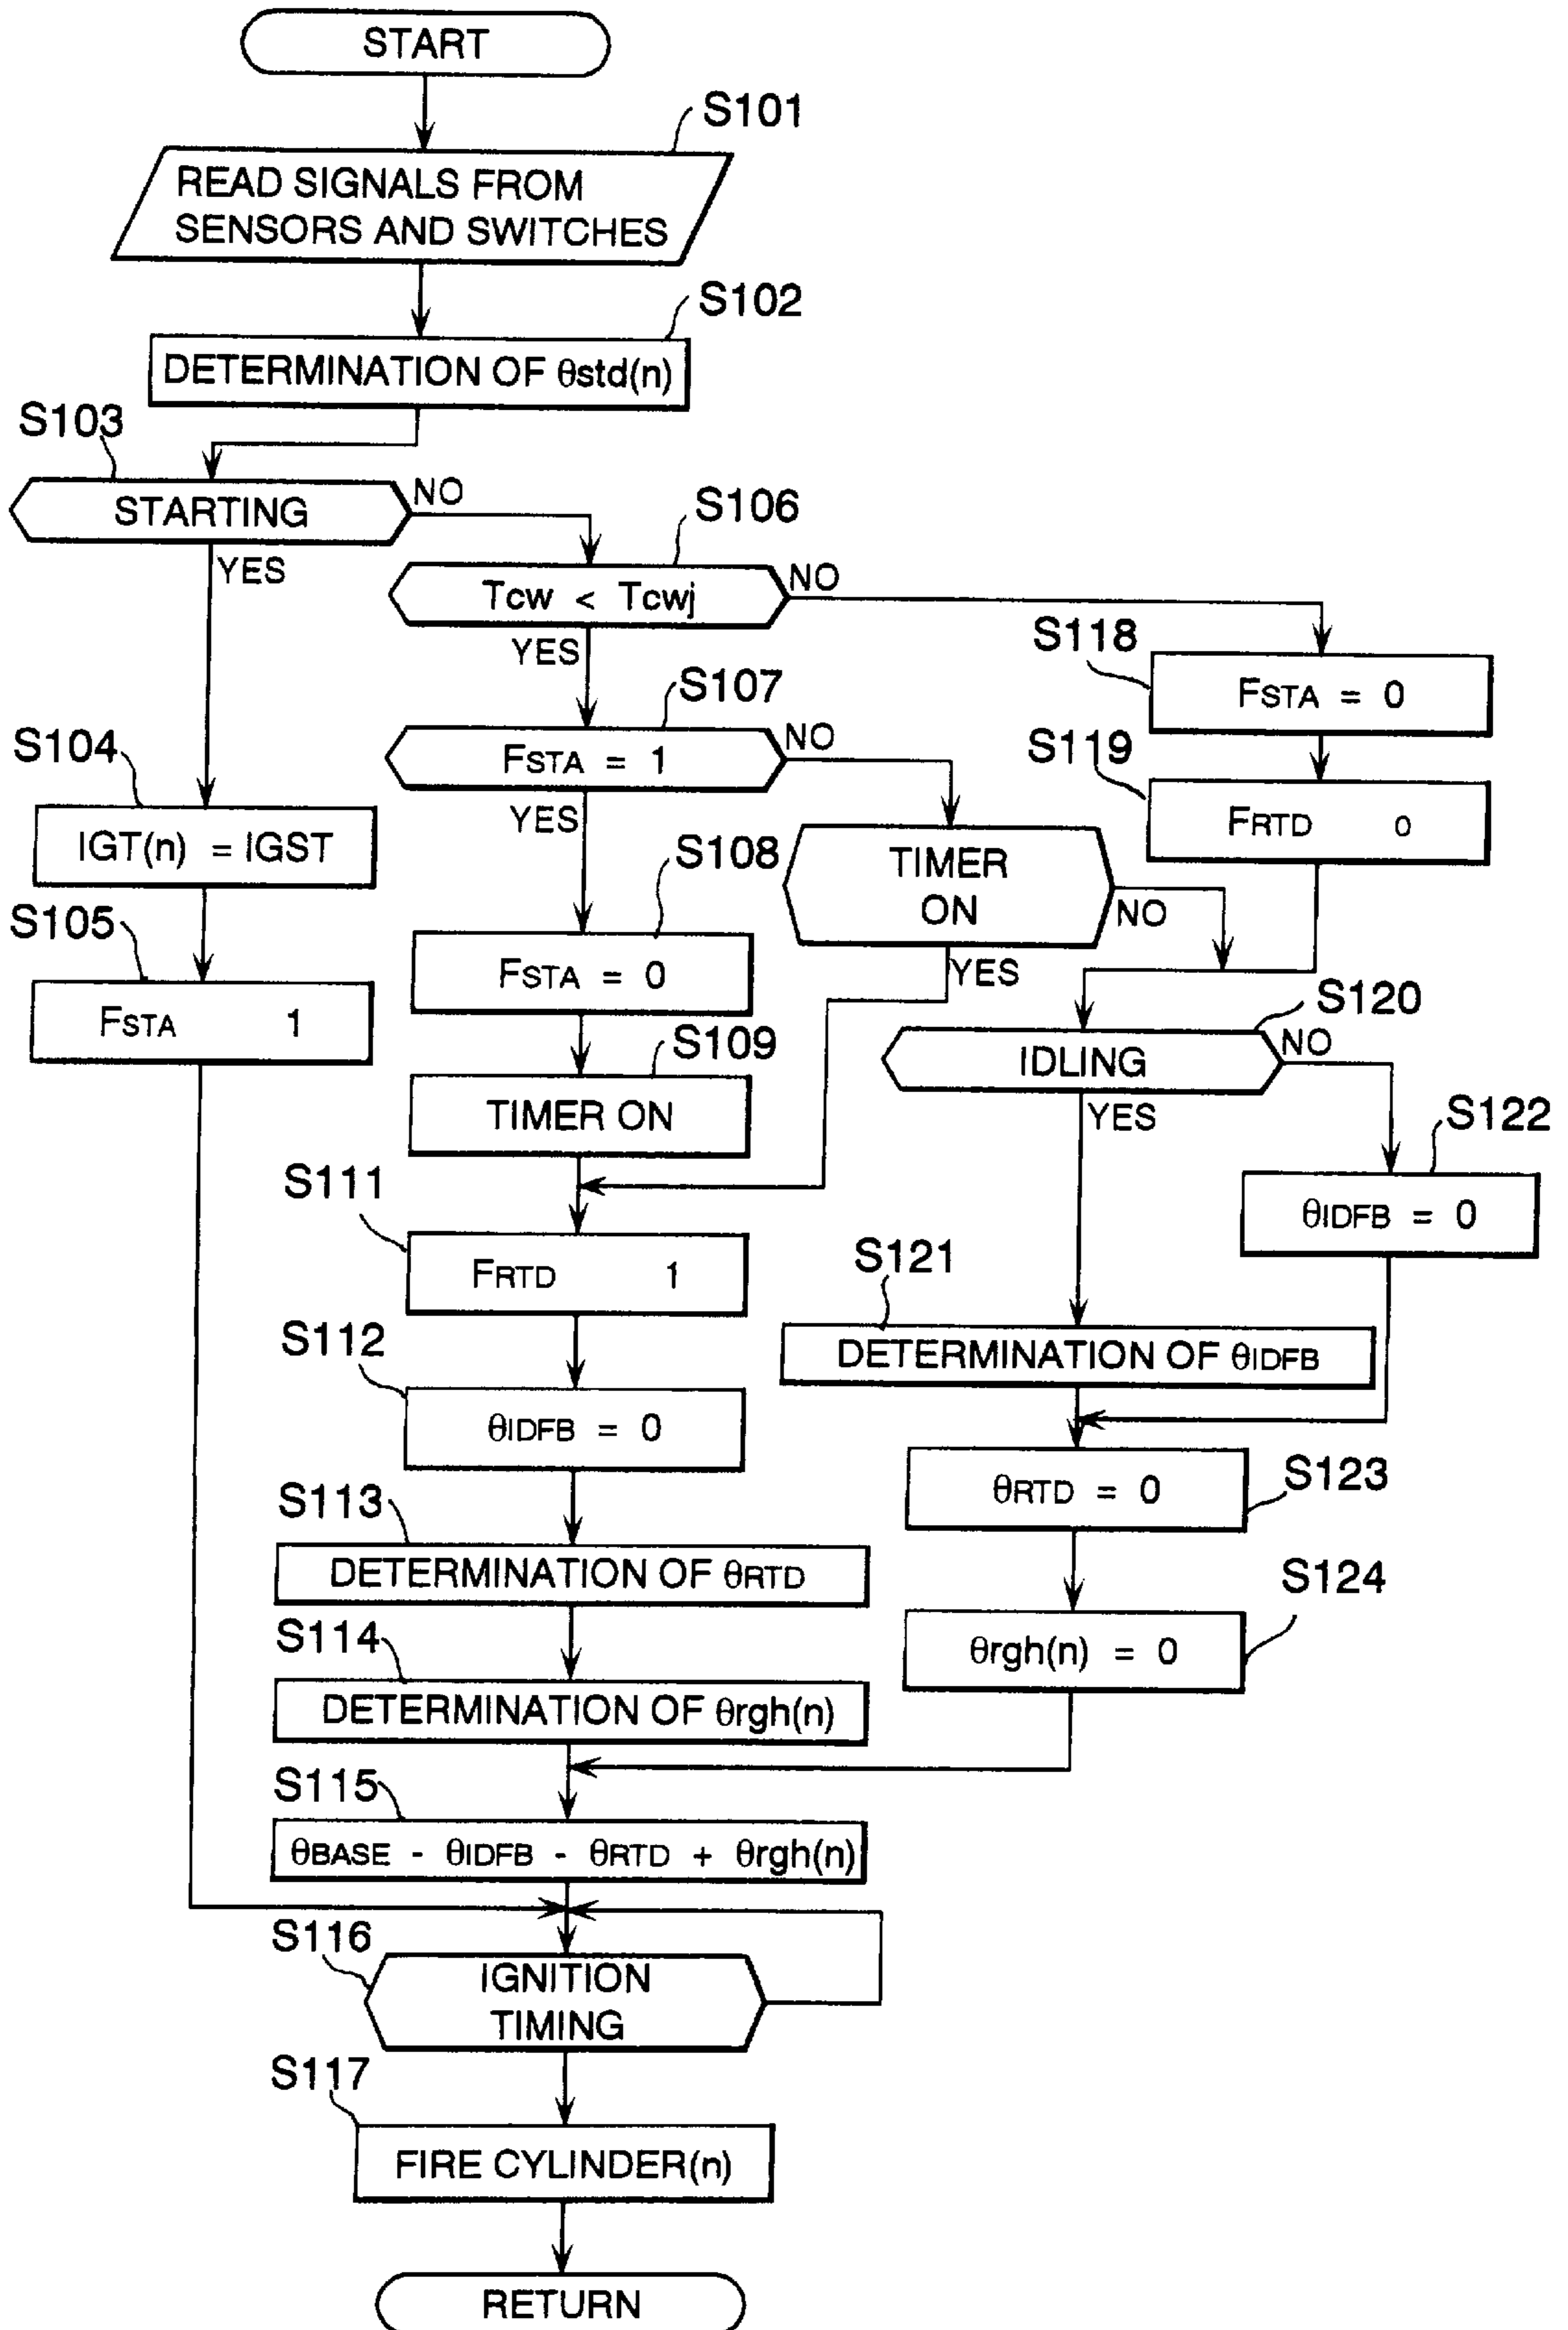 START
S101
READ SIGNALS FROM
SENSORS AND SWITCHES
S102
DETERMINATION OF θstd(n)
S103
STARTING
NO
YES
S106
Tcw < Tcwj
NO
YES
S118
FSTA = 0
S107
FSTA = 1
NO
YES
S119
FRTD 0
S104
IGT(n) = IGST
TIMER
ON
NO
YES
S108
FSTA = 0
S105
FSTA 1
S120
IDLING
NO
YES
S109
TIMER ON
S122
θIDFB = 0
S111
FRTD 1
S121
DETERMINATION OF θIDFB
S112
θIDFB = 0
S123
θRTD = 0
S113
DETERMINATION OF θRTD
S124
θrgh(n) = 0
S114
DETERMINATION OF θrgh(n)
S115
θBASE - θIDFB - θRTD + θrgh(n)
S116
IGNITION
TIMING
S117
FIRE CYLINDER(n)
RETURN